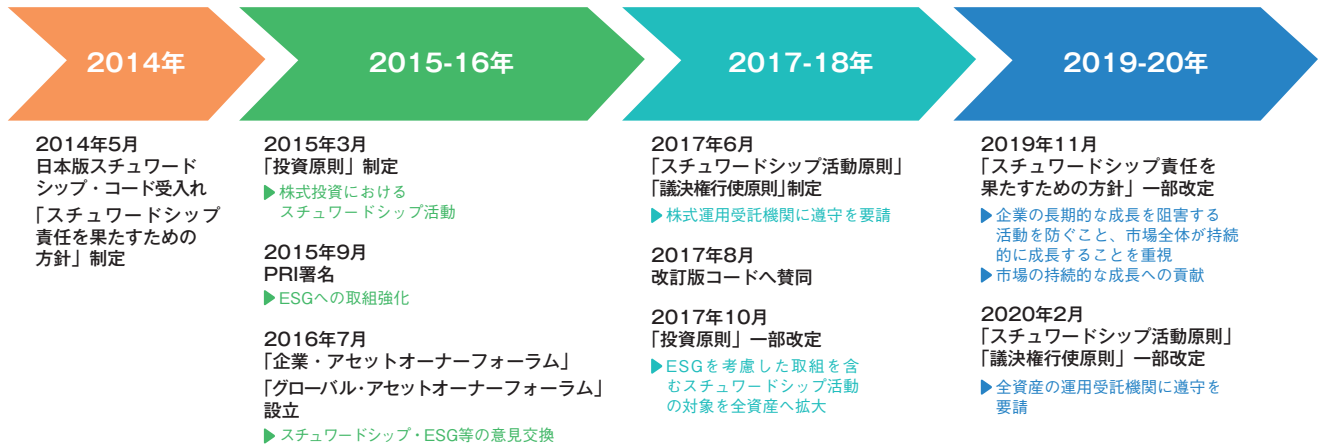 2014年
2014年5月
日本版スチュワード
シップ・コード受入れ
「スチュワードシップ
責任を果たすための
方針」制定
2015-16年
2015年3月
「投資原則」制定
▶株式投資における
スチュワードシップ活動
2015年9月
PRI署名
▶ESGへの取組強化
2016年7月
「企業・アセットオーナーフォーラム」
「グローバル・アセットオーナーフォーラム」
設立
▶スチュワードシップ・ESG等の意見交換
2017-18年
2017年6月
「スチュワードシップ活動原則」
「議決権行使原則」制定
▶株式運用受託機関に遵守を要請
2017年8月
改訂版コードへ賛同
2017年10月
「投資原則」一部改定
▶ESGを考慮した取組を含
むスチュワードシップ活動
の対象を全資産へ拡大
2019-20年
2019年11月
「スチュワードシップ責任を
果たすための方針」一部改定
▶企業の長期的な成長を阻害する
活動を防ぐこと、市場全体が持続
的に成長することを重視
▶市場の持続的な成長への貢献
2020年2月
「スチュワードシップ活動原則」
「議決権行使原則」一部改定
▶全資産の運用受託機関に遵守を
要請